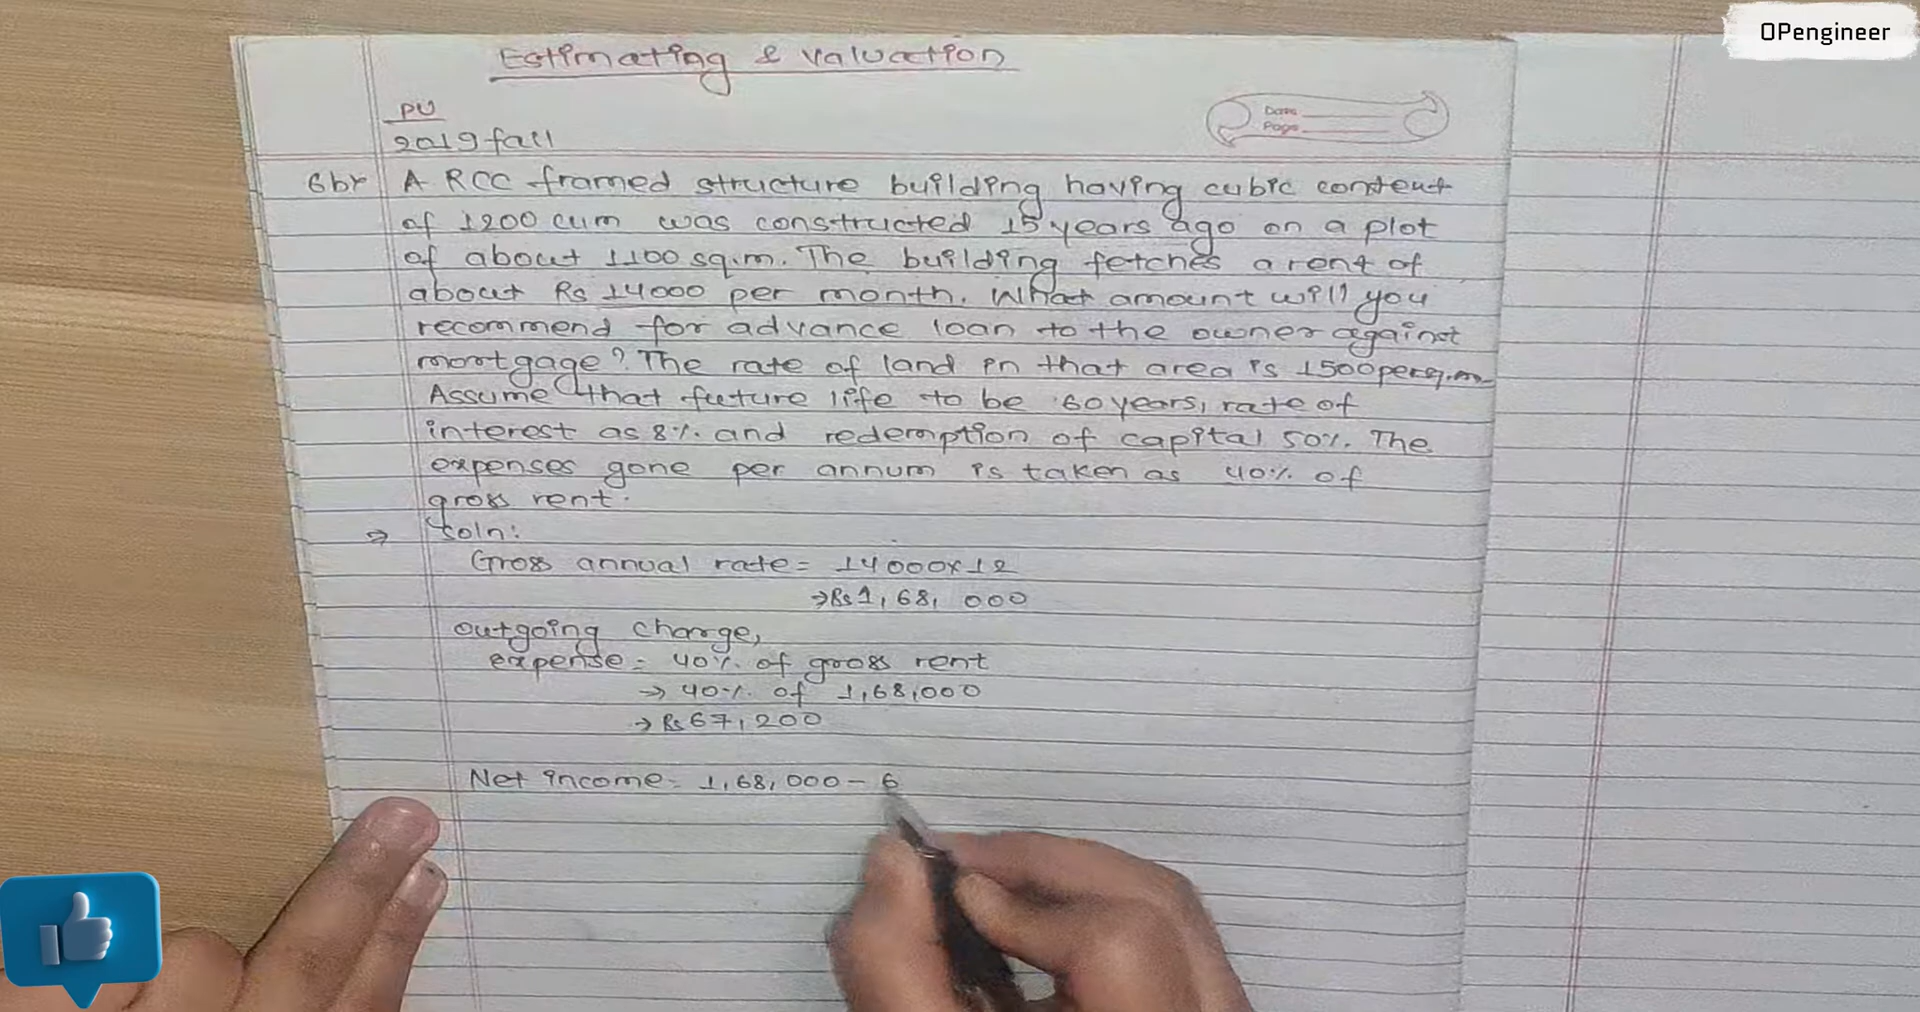 OPengineer
Estimating & valuation
PU
2019 fall
Date
Page
6b> A RCC framed structure building having cubic content
of 1200 cum was constructed 15 years ago on a plot
of about 1100 sq.m. The building fetches a rent of
about Rs 14000 per month. What amount will you
recommend for advance loan to the owner against
mortgage? The rate of land in that area is 1500 per sq.m
Assume that future life to be 60 years, rate of
interest as 8% and redemption of capital 50%. The
expenses gone per annum is taken as 40% of
gross rent.
⇒ soln:
Gross annual rate = 14000x12
→ Rs 1,68,000
outgoing charge,
expense = 40% of gross rent
→ 40% of 1,68,000
→ Rs 67,200
Net income = 1,68,000 - 6